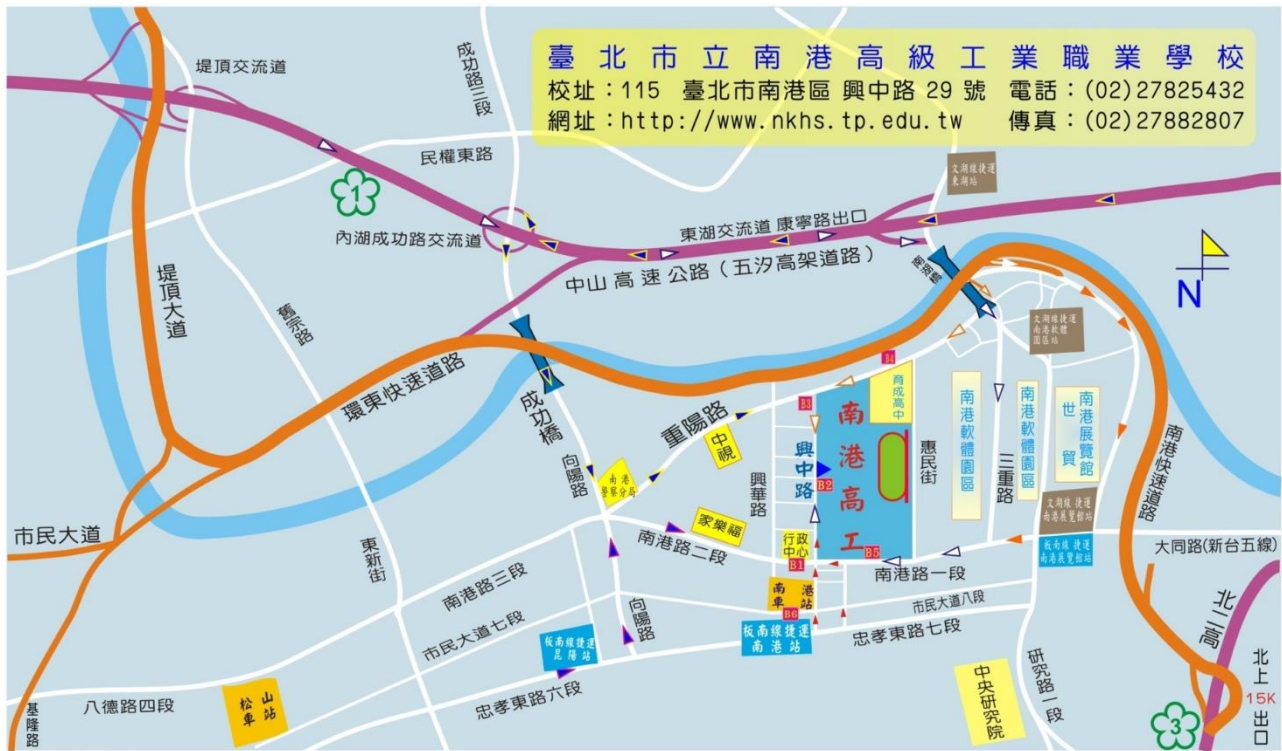 臺北市立南港高級工業職業學校
校址：115 臺北市南港區 興中路 29 號 電話：(02)27825432
網址：http://www.nkhs.tp.edu.tw 傳真：(02)27882807
堤頂交流道
成功路三段
民權東路
1
內湖成功路交流道
文湖線捷運
東湖站
東湖交流道 康寧路出口
中山高速公路（五汐高架道路）
南湖橋
N
堤頂大道
舊宗路
環東快速道路
成功橋
文湖線捷運
南港軟體
園區站
B4
育成高中
重陽路
中視
B3
南港高工
興中路
B2
興華路
惠民街
南港軟體園區
三重路
南港軟體園區
南港展覽館
世貿
南港快速道路
向陽路
南港
警察分局
家樂福
市民大道
東新街
南港路二段
行政
中心
B1
B5
南港路一段
文湖線 捷運
南港展覽館站
板南線 捷運
南港展覽館站
大同路(新台五線)
南港路三段
南港
車站
B6
市民大道八段
市民大道七段
向陽路
板南線捷運
昆陽站
板南線捷運
南港站
忠孝東路七段
北二高
八德路四段
松山
車站
忠孝東路六段
中央研究院
研究路一段
基隆路
3
北上
15K
出口